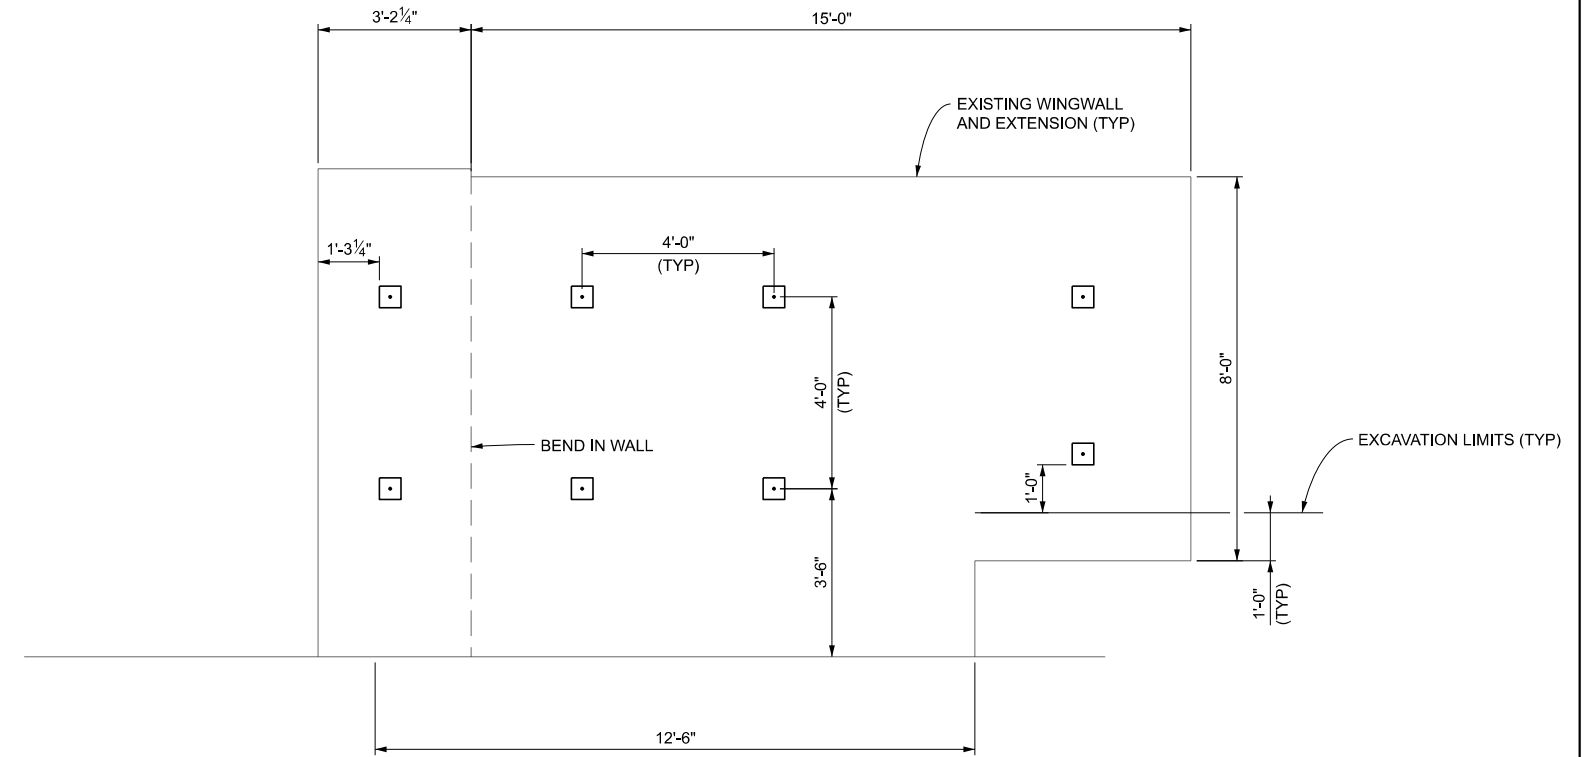 3'-2¼"
15'-0"
EXISTING WINGWALL
AND EXTENSION (TYP)
1'-3¼"
4'-0"
(TYP)
4'-0"
(TYP)
8'-0"
BEND IN WALL
EXCAVATION LIMITS (TYP)
1'-0"
3'-6"
1'-0"
(TYP)
12'-6"